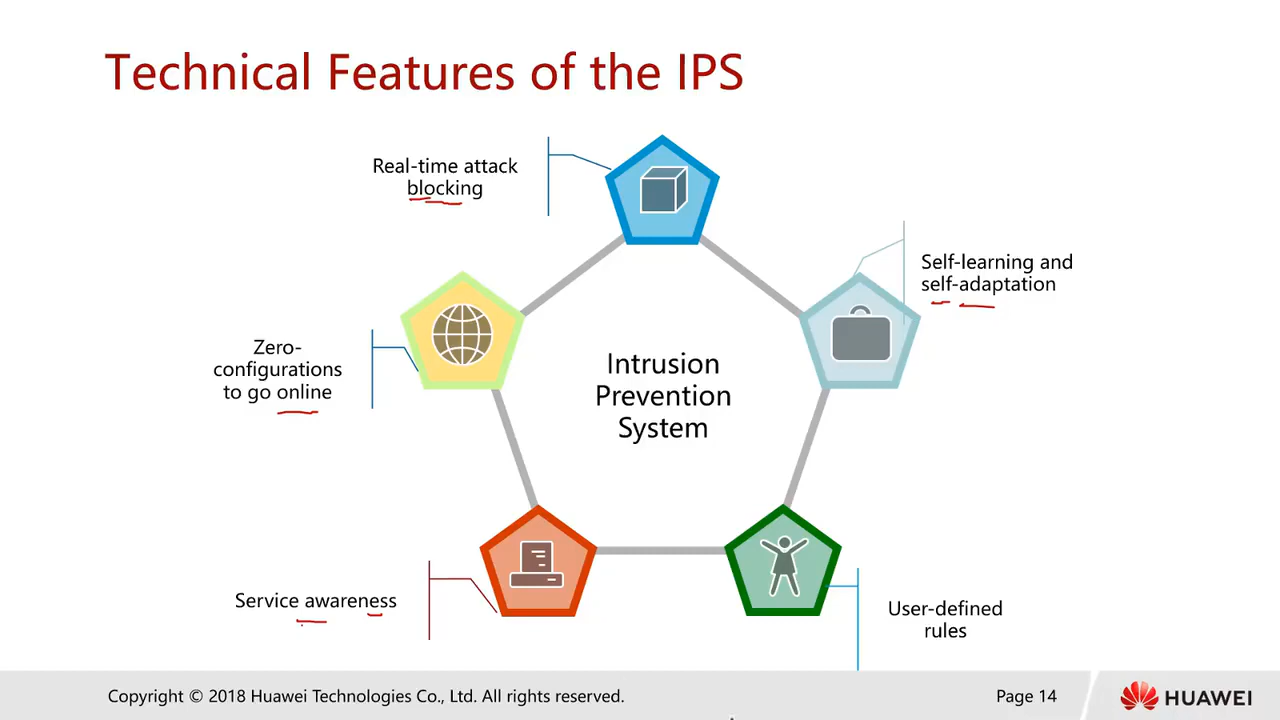 Technical Features of the IPS
Real-time attack
blocking
Self-learning and
self-adaptation
Zero-
configurations
to go online
Intrusion
Prevention
System
Service awareness
User-defined
rules
Copyright © 2018 Huawei Technologies Co., Ltd. All rights reserved.
Page 14
HUAWEI